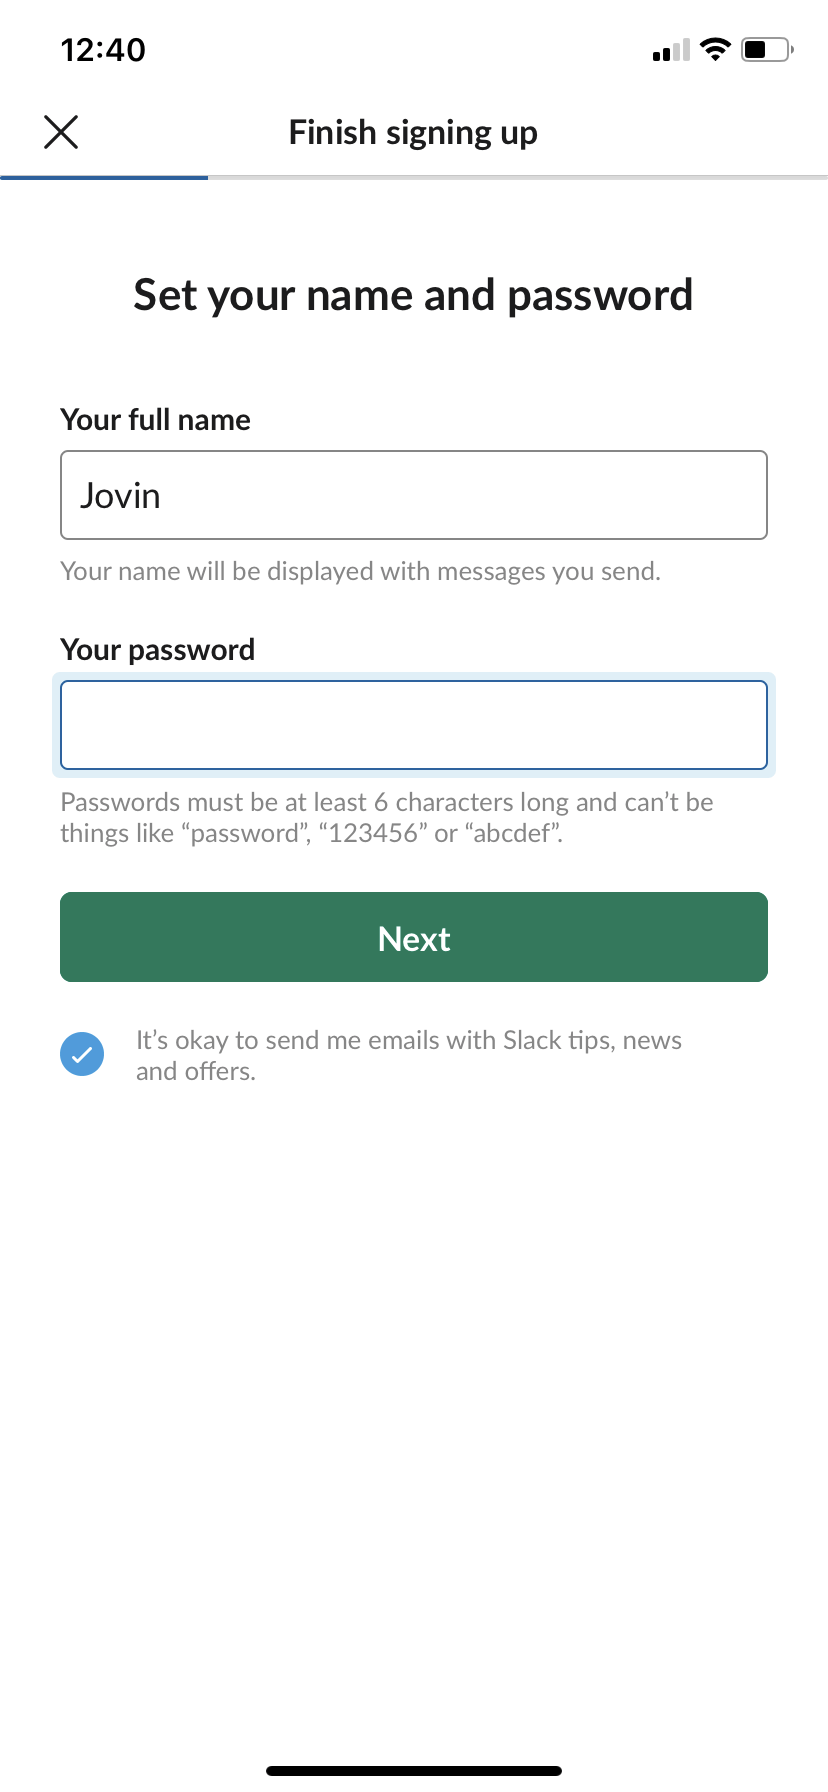 12:40
Finish signing up
Set your name and password
Your full name
Jovin
Your name will be displayed with messages you send.
Your password
Passwords must be at least 6 characters long and can’t be
things like “password”, “123456” or “abcdef”.
Next
It’s okay to send me emails with Slack tips, news
and offers.